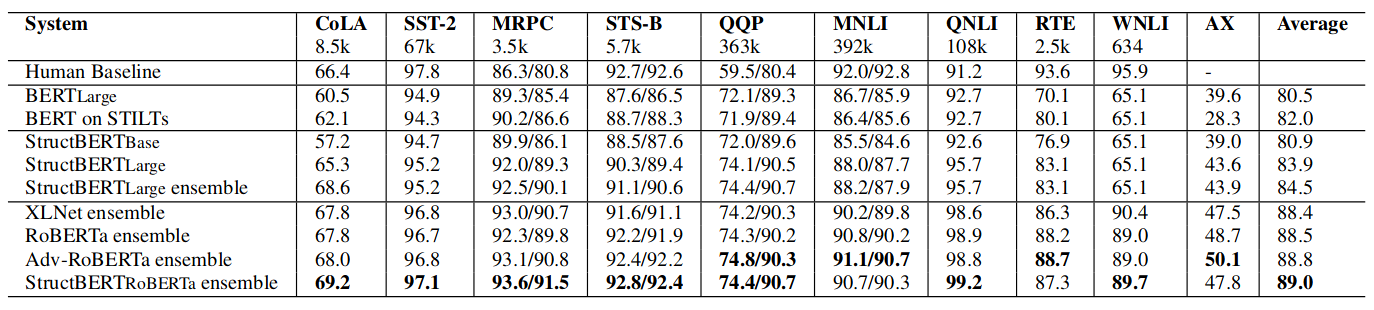 System CoLA SST-2 MRPC STS-B QQP MNLI QNLI RTE WNLI AX Average
8.5k 67k 3.5k 5.7k 363k 392k 108k 2.5k 634
Human Baseline 66.4 97.8 86.3/80.8 92.7/92.6 59.5/80.4 92.0/92.8 91.2 93.6 95.9 -
BERTLarge 60.5 94.9 89.3/85.4 87.6/86.5 72.1/89.3 86.7/85.9 92.7 70.1 65.1 39.6 80.5
BERT on STILTs 62.1 94.3 90.2/86.6 88.7/88.3 71.9/89.4 86.4/85.6 92.7 80.1 65.1 28.3 82.0
StructBERTBase 57.2 94.7 89.9/86.1 88.5/87.6 72.0/89.6 85.5/84.6 92.6 76.9 65.1 39.0 80.9
StructBERTLarge 65.3 95.2 92.0/89.3 90.3/89.4 74.1/90.5 88.0/87.7 95.7 83.1 65.1 43.6 83.9
StructBERTLarge ensemble 68.6 95.2 92.5/90.1 91.1/90.6 74.4/90.7 88.2/87.9 95.7 83.1 65.1 43.9 84.5
XLNet ensemble 67.8 96.8 93.0/90.7 91.6/91.1 74.2/90.3 90.2/89.8 98.6 86.3 90.4 47.5 88.4
RoBERTa ensemble 67.8 96.7 92.3/89.8 92.2/91.9 74.3/90.2 90.8/90.2 98.9 88.2 89.0 48.7 88.5
Adv-RoBERTa ensemble 68.0 96.8 93.1/90.8 92.4/92.2 74.8/90.3 91.1/90.7 98.8 88.7 89.0 50.1 88.8
StructBERTRoBERTa ensemble 69.2 97.1 93.6/91.5 92.8/92.4 74.4/90.7 90.7/90.3 99.2 87.3 89.7 47.8 89.0